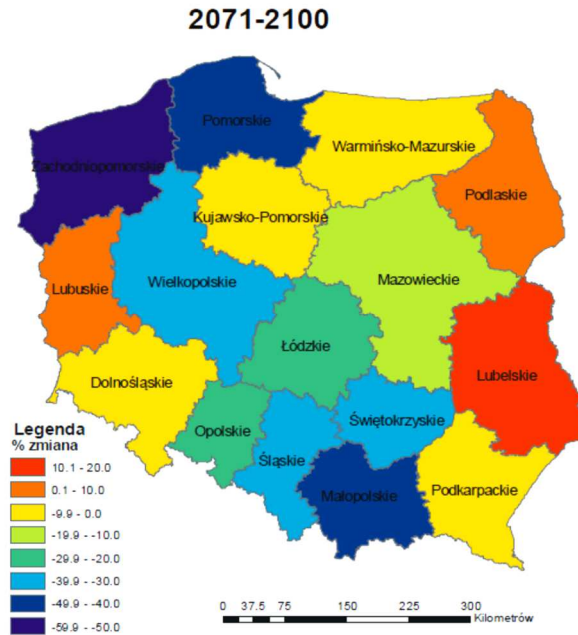 2071-2100
Pomorskie
Warmińsko-Mazurskie
Zachodniopomorskie
Podlaskie
Kujawsko-Pomorskie
Mazowieckie
Wielkopolskie
Lubuskie
Łódzkie
Lubelskie
Dolnośląskie
Świętokrzyskie
Opolskie
Śląskie
Podkarpackie
Małopolskie
Legenda
% zmiana
10.1 - 20.0
0.1 - 10.0
-9.9 - 0.0
-19.9 - -10.0
-29.9 - -20.0
-39.9 - -30.0
-49.9 - -40.0
-59.9 - -50.0
0 37.5 75 150 225 300
Kilometrów